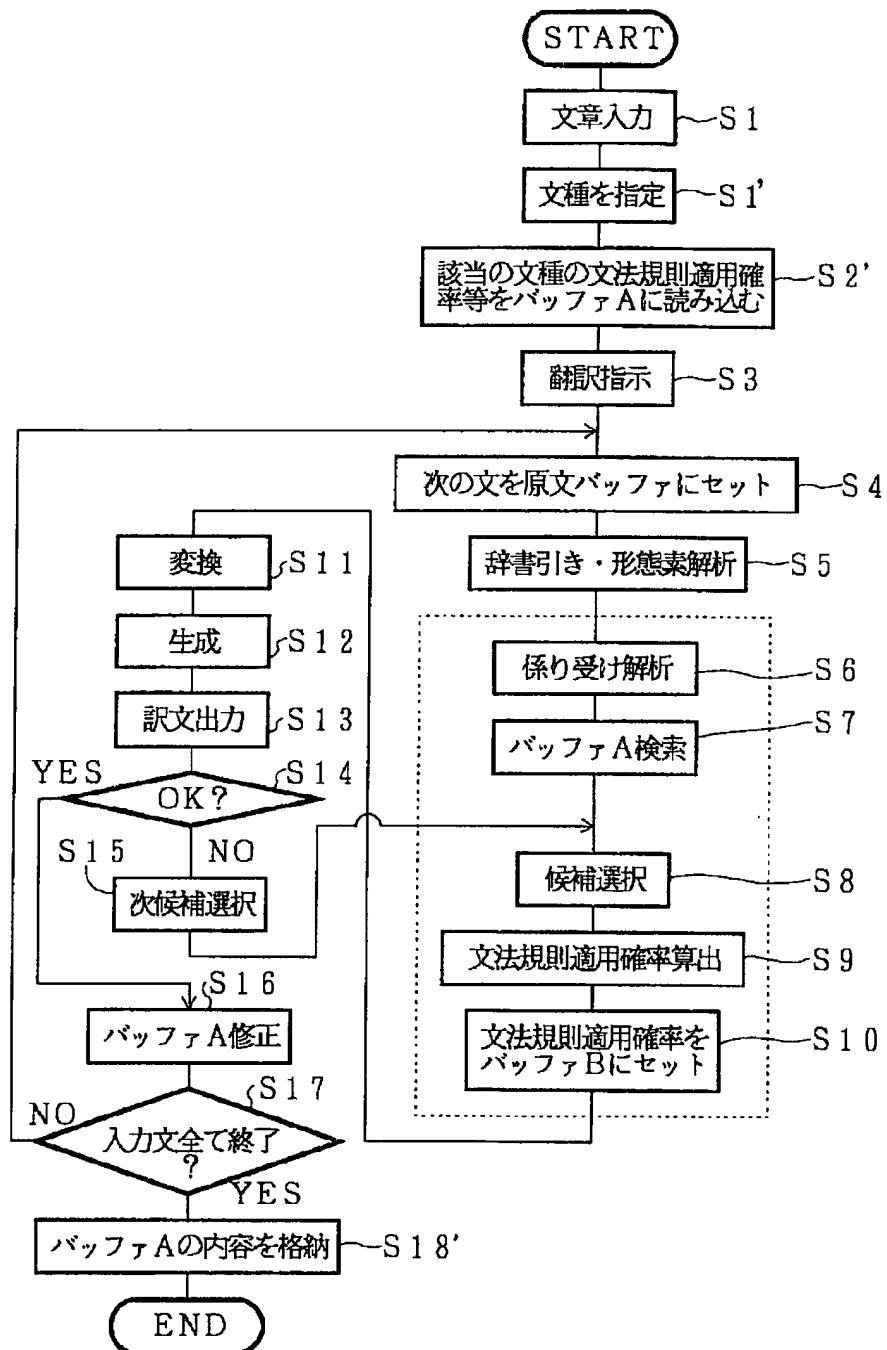 START
文章入力
S1
文種を指定
S1'
該当の文種の文法規則適用確
率等をバッファAに読み込む
S2'
翻訳指示
S3
次の文を原文バッファにセット
S4
辞書引き・形態素解析
S5
係り受け解析
S6
バッファA検索
S7
候補選択
S8
文法規則適用確率算出
S9
文法規則適用確率を
バッファBにセット
S10
変換
S11
生成
S12
訳文出力
S13
YES
OK?
S14
NO
S15
次候補選択
S16
バッファA修正
S17
NO
入力文全て終了
?
YES
バッファAの内容を格納
S18'
END